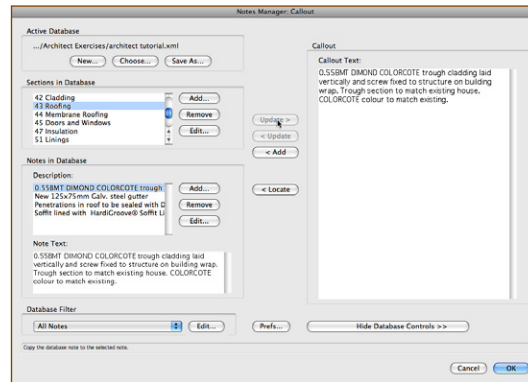 Notes Manager: Callout
Active Database
.../Architect Exercises/architect tutorial.xml
New... Choose... Save As...
Sections in Database
42 Cladding
43 Roofing
44 Membrane Roofing
45 Doors and Windows
47 Insulation
51 Linings
Add...
Remove
Edit...
Notes in Database
Description:
0.55BMT DIMOND COLORCOTE trough
New 125x75mm Galv. steel gutter
Penetrations in roof to be sealed with D
Soffit lined with HardiGroove® Soffit Li
Add...
Remove
Edit...
Note Text:
0.55BMT DIMOND COLORCOTE trough cladding laid
vertically and screw fixed to structure on building wrap.
Trough section to match existing house. COLORCOTE
colour to match existing.
Database Filter
All Notes Edit...
Update >
< Update
< Add
< Locate
Prefs...
Callout
Callout Text:
0.55BMT DIMOND COLORCOTE trough cladding laid
vertically and screw fixed to structure on building
wrap. Trough section to match existing house.
COLORCOTE colour to match existing.
Hide Database Controls >>
Copy the database note to the selected note.
Cancel OK